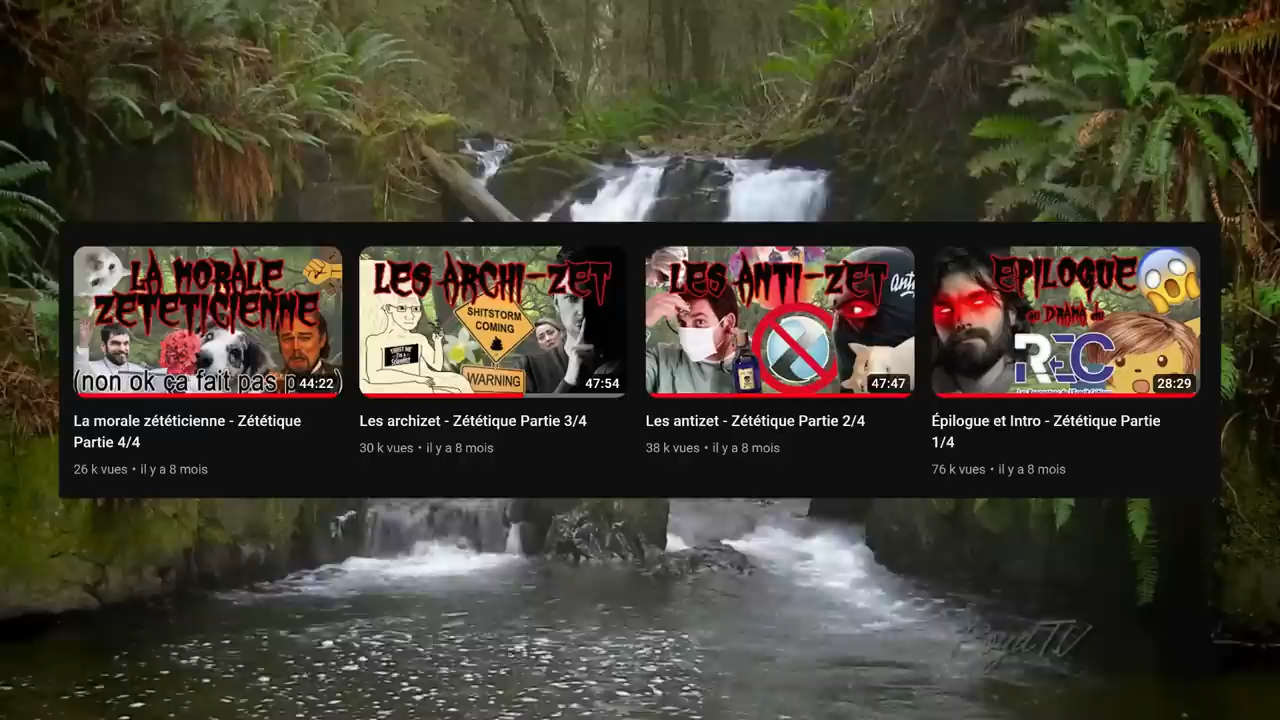 LA MORALE
ZETETICIENNE
(non ok ca fait pas p
44:22
La morale zététicienne - Zététique
Partie 4/4
26 k vues • il y a 8 mois
LES ARCHI-ZET
SHITSTORM
COMING
WARNING
47:54
Les archizet - Zététique Partie 3/4
30 k vues • il y a 8 mois
LES ANTI-ZET
anti
47:47
Les antizet - Zététique Partie 2/4
38 k vues • il y a 8 mois
EPILOGUE
DRAMA
REC
28:29
Épilogue et Intro - Zététique Partie
1/4
76 k vues • il y a 8 mois